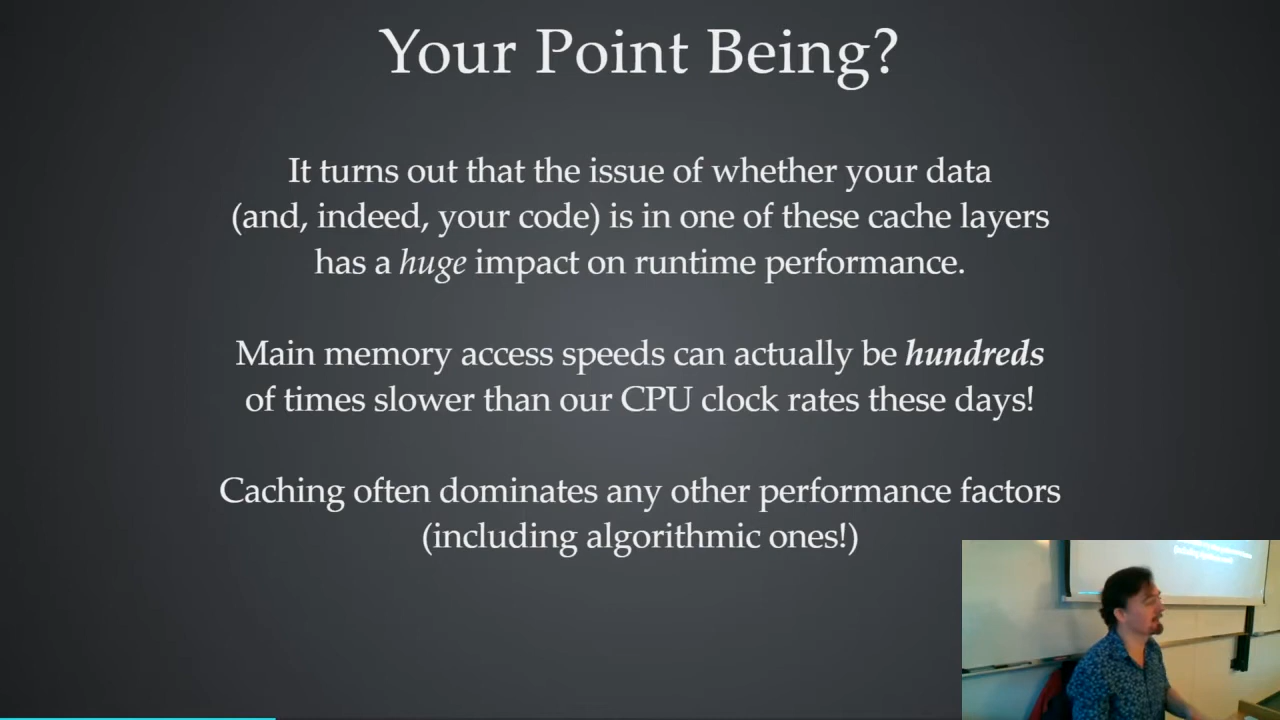 Your Point Being?
It turns out that the issue of whether your data
(and, indeed, your code) is in one of these cache layers
has a huge impact on runtime performance.
Main memory access speeds can actually be hundreds
of times slower than our CPU clock rates these days!
Caching often dominates any other performance factors
(including algorithmic ones!)